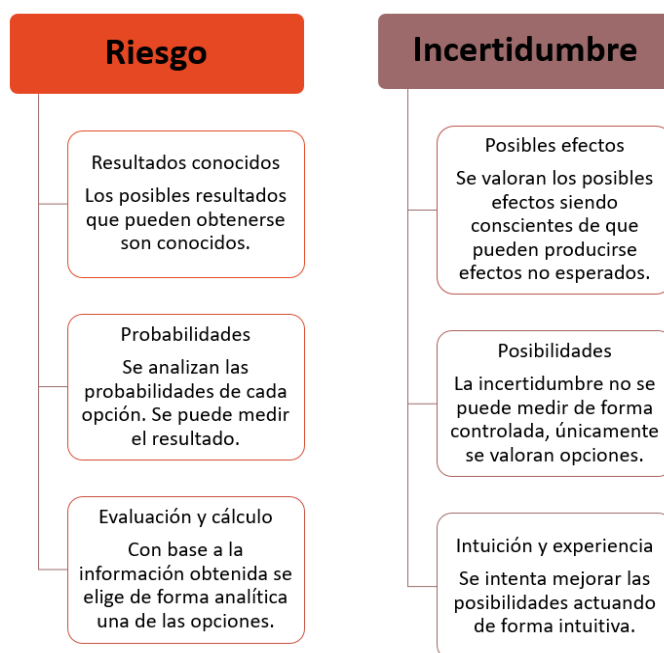 Riesgo
Resultados conocidos
Los posibles resultados
que pueden obtenerse
son conocidos.
Probabilidades
Se analizan las
probabilidades de cada
opción. Se puede medir
el resultado.
Evaluación y cálculo
Con base a la
información obtenida se
elige de forma analítica
una de las opciones.
Incertidumbre
Posibles efectos
Se valoran los posibles
efectos siendo
conscientes de que
pueden producirse
efectos no esperados.
Posibilidades
La incertidumbre no se
puede medir de forma
controlada, únicamente
se valoran opciones.
Intuición y experiencia
Se intenta mejorar las
posibilidades actuando
de forma intuitiva.